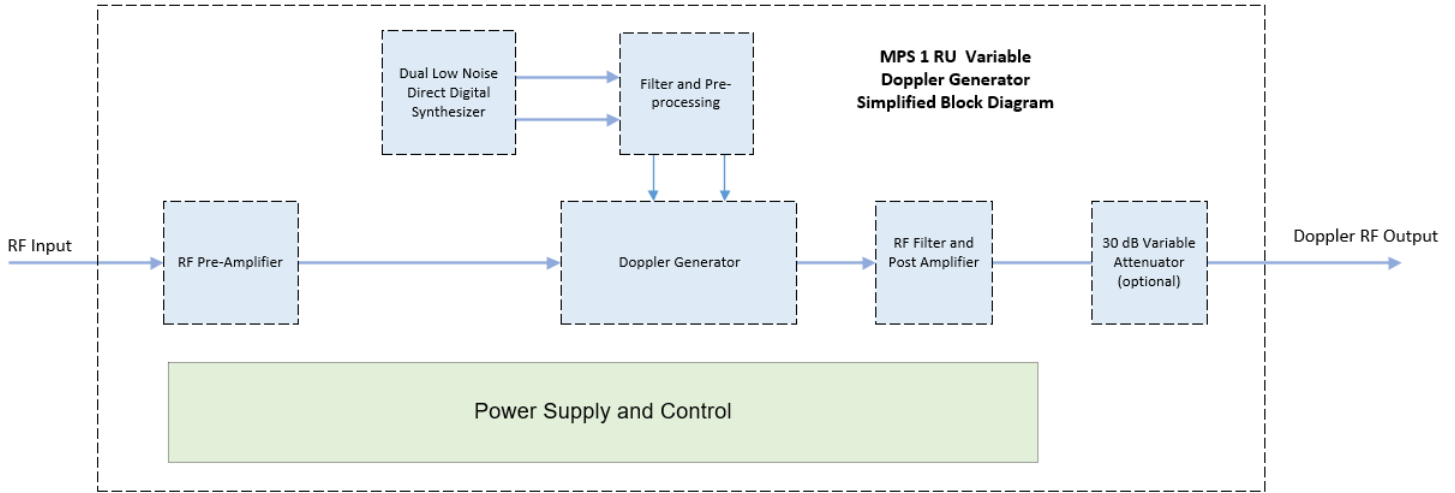 MPS 1 RU Variable
Doppler Generator
Simplified Block Diagram
Dual Low Noise
Direct Digital
Synthesizer
Filter and Pre-
processing
RF Input
RF Pre-Amplifier
Doppler Generator
RF Filter and
Post Amplifier
30 dB Variable
Attenuator
(optional)
Doppler RF Output
Power Supply and Control